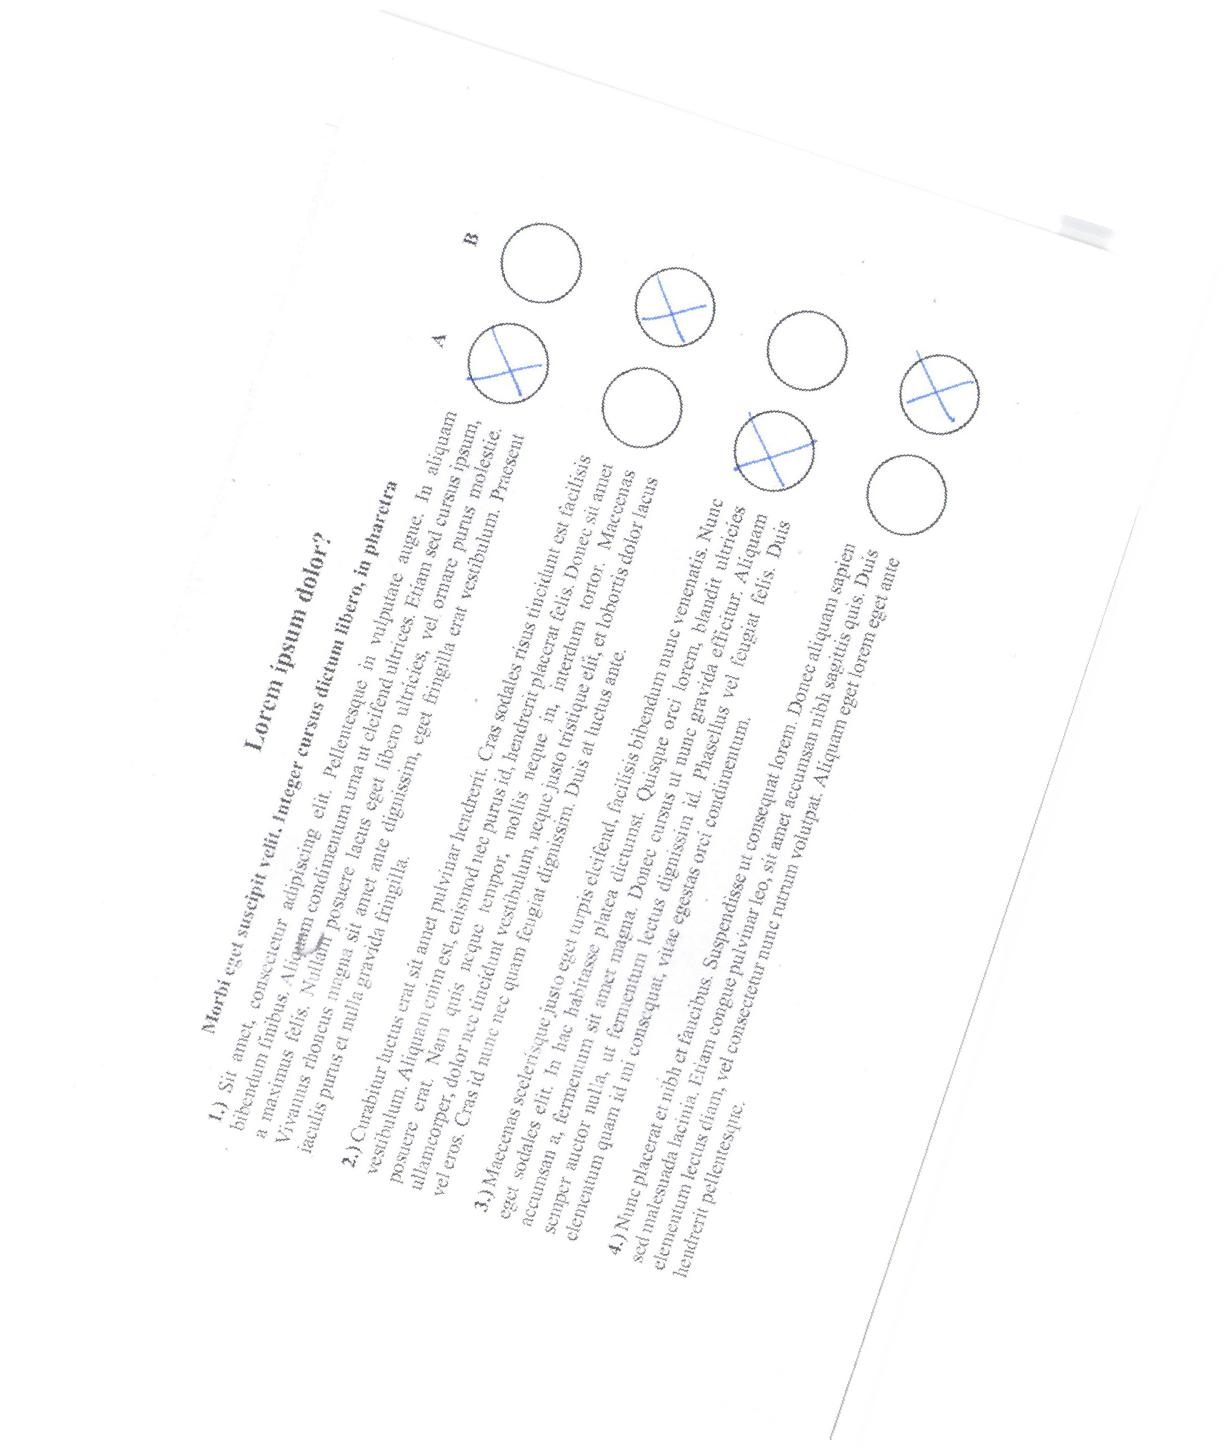 Lorem ipsum dolor?
Morbi eget suscipit velit. Integer cursus dictum libero, in pharetra
A B
1.) Sit amet, consectetur adipiscing elit. Pellentesque in vulputate augue. In aliquam
bibendum finibus. Aliquam condimentum urna ut eleifend ultrices. Etiam sed cursus ipsum,
a maximus felis. Nullam posuere lacus eget libero ultricies, vel ornare purus molestie.
Vivamus rhoncus magna sit amet ante dignissim, eget fringilla erat vestibulum. Praesent
iaculis purus et nulla gravida fringilla.
2.) Curabitur luctus erat sit amet pulvinar hendrerit. Cras sodales risus tincidunt est facilisis
vestibulum. Aliquam enim est, euismod nec purus id, hendrerit placerat felis. Donec sit amet
posuere erat. Nam quis neque tempor, mollis neque in, interdum tortor. Maecenas
ullamcorper, dolor nec tincidunt vestibulum, neque justo tristique elit, et lobortis dolor lacus
vel eros. Cras id nunc nec quam feugiat dignissim. Duis at luctus ante.
3.) Maecenas scelerisque justo eget turpis eleifend, facilisis bibendum nunc venenatis. Nunc
eget sodales elit. In hac habitasse platea dictumst. Quisque orci lorem, blandit ultricies
accumsan a, fermentum sit amet magna. Donec cursus ut nunc gravida efficitur. Aliquam
semper auctor nulla, ut fermentum lectus dignissim id. Phasellus vel feugiat felis. Duis
elementum quam id mi consequat, vitae egestas orci condimentum.
4.) Nunc placerat et nibh et faucibus. Suspendisse ut consequat lorem. Donec aliquam sapien
sed malesuada lacinia. Etiam congue pulvinar leo, sit amet accumsan nibh sagittis quis. Duis
elementum lectus diam, vel consectetur nunc rutrum volutpat. Aliquam eget lorem eget ante
hendrerit pellentesque.